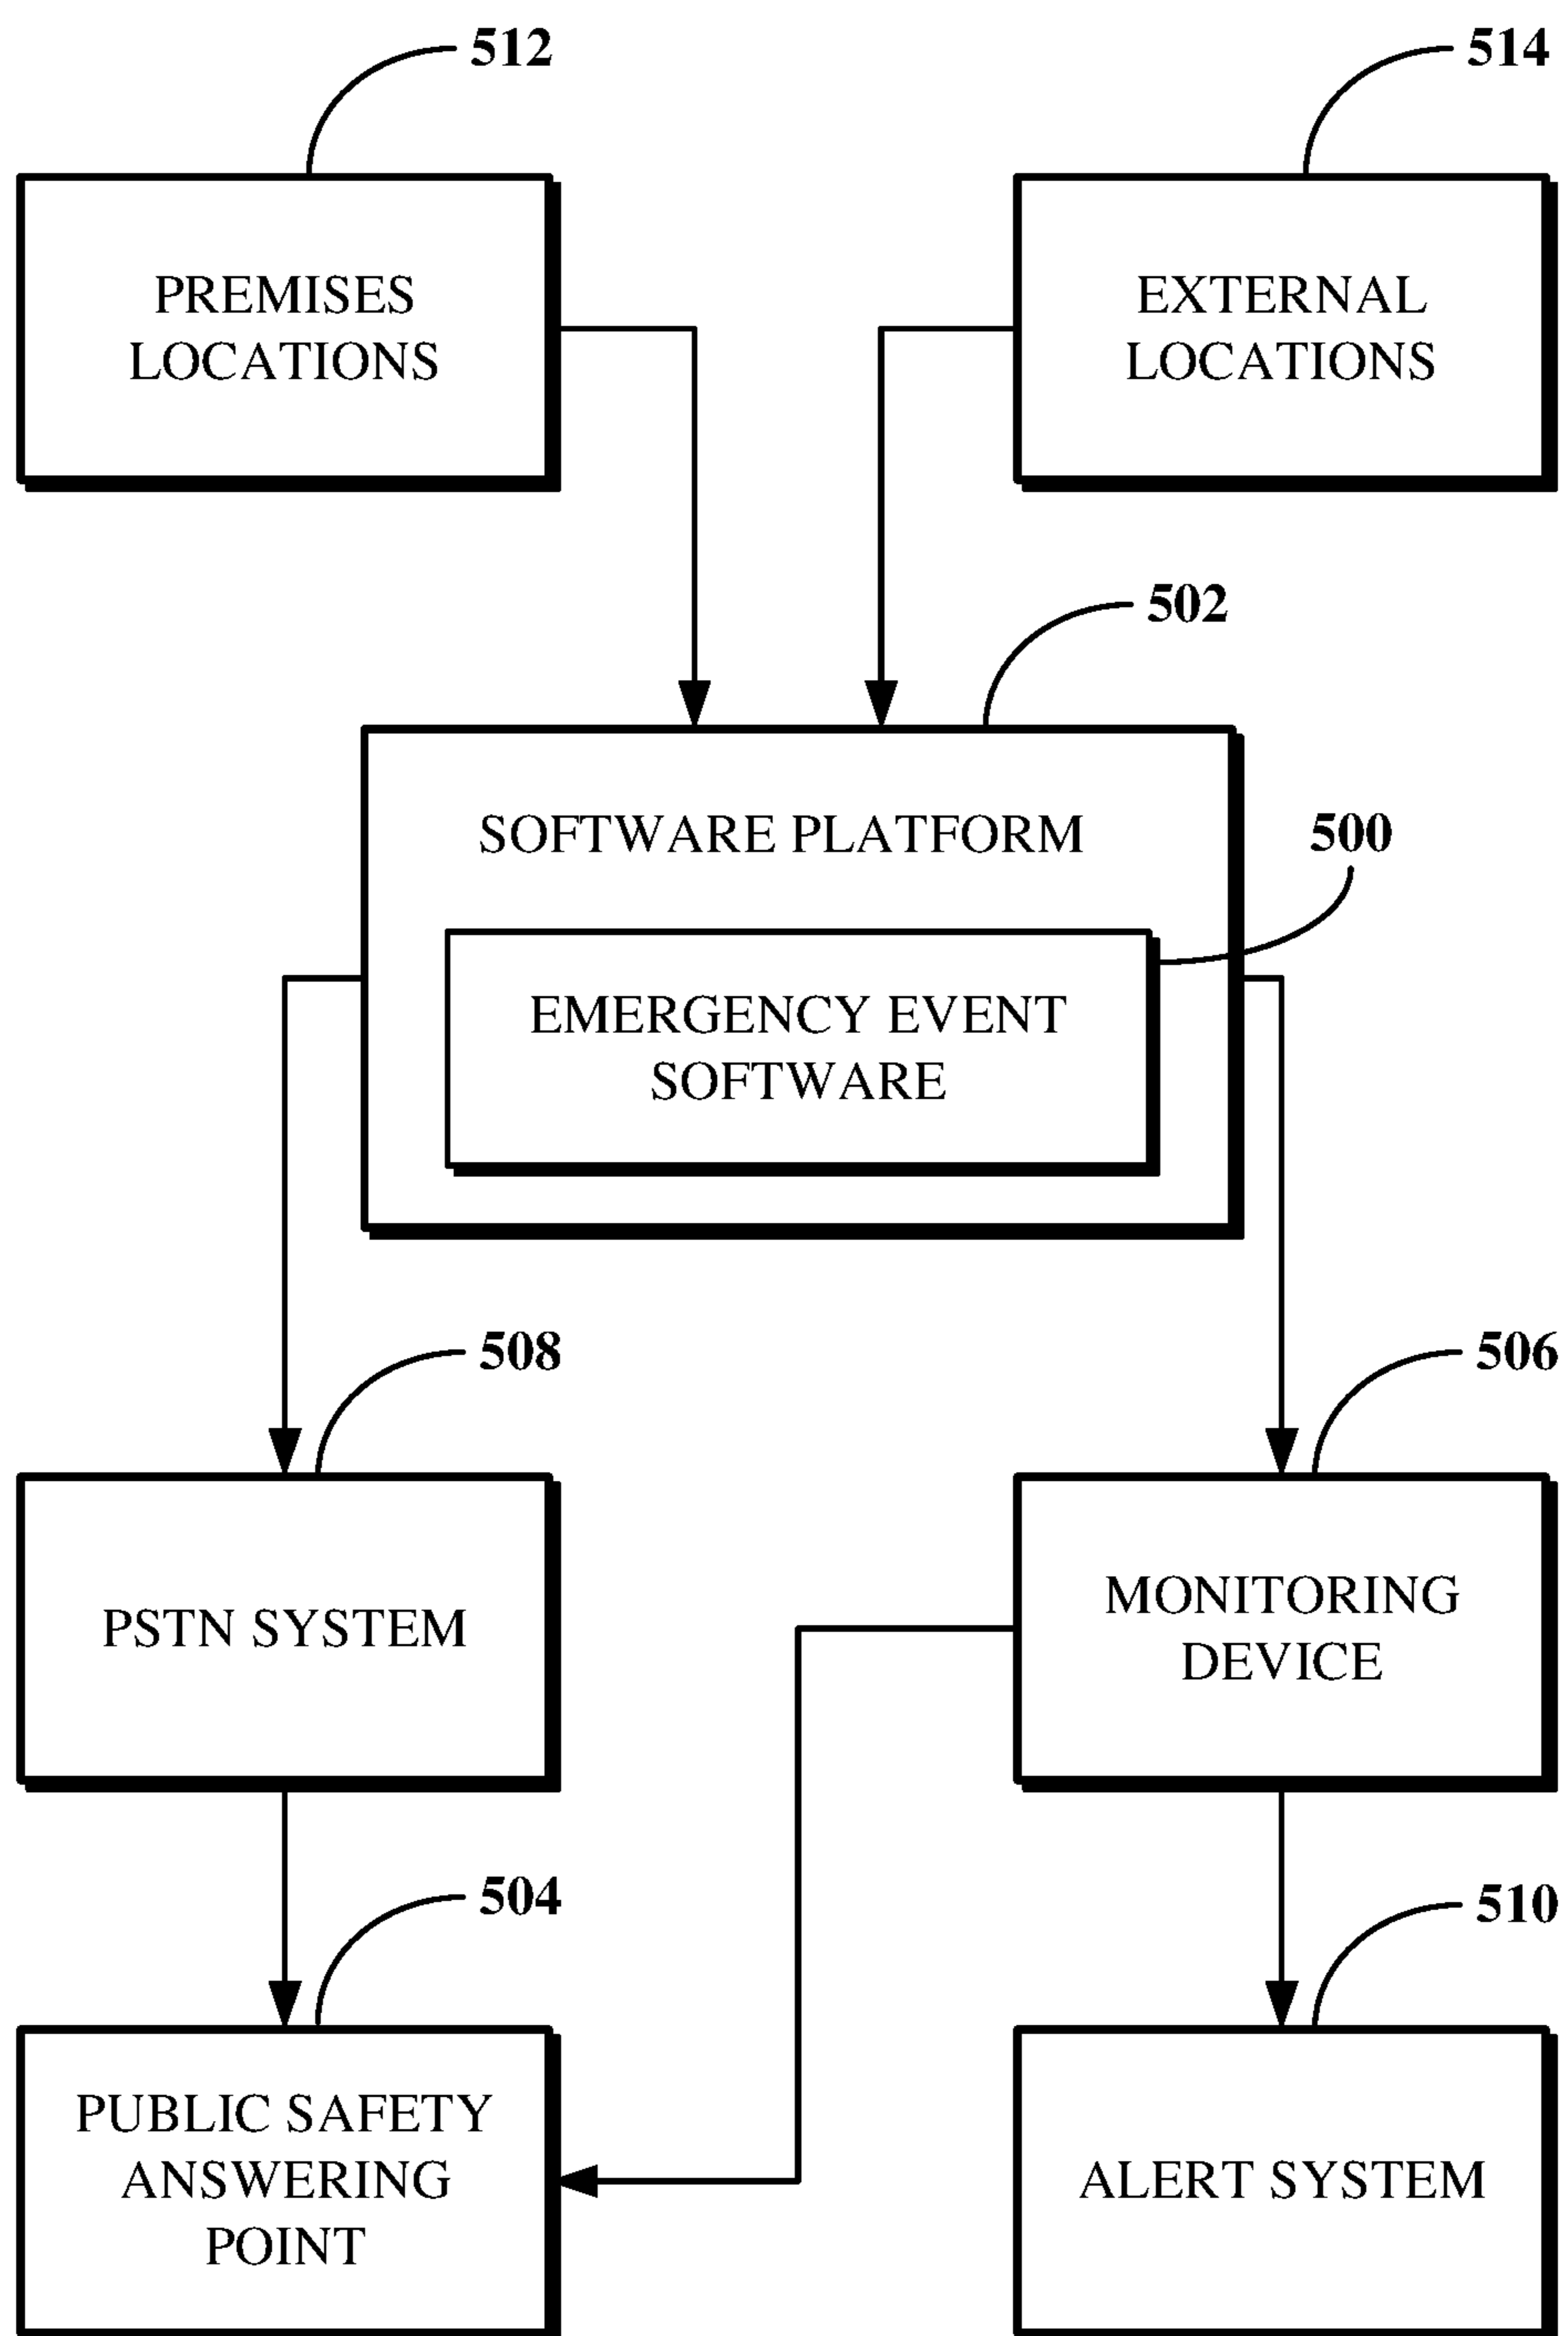 512
514
PREMISES
LOCATIONS
EXTERNAL
LOCATIONS
502
SOFTWARE PLATFORM
500
EMERGENCY EVENT
SOFTWARE
508
506
PSTN SYSTEM
MONITORING
DEVICE
504
510
PUBLIC SAFETY
ANSWERING
POINT
ALERT SYSTEM